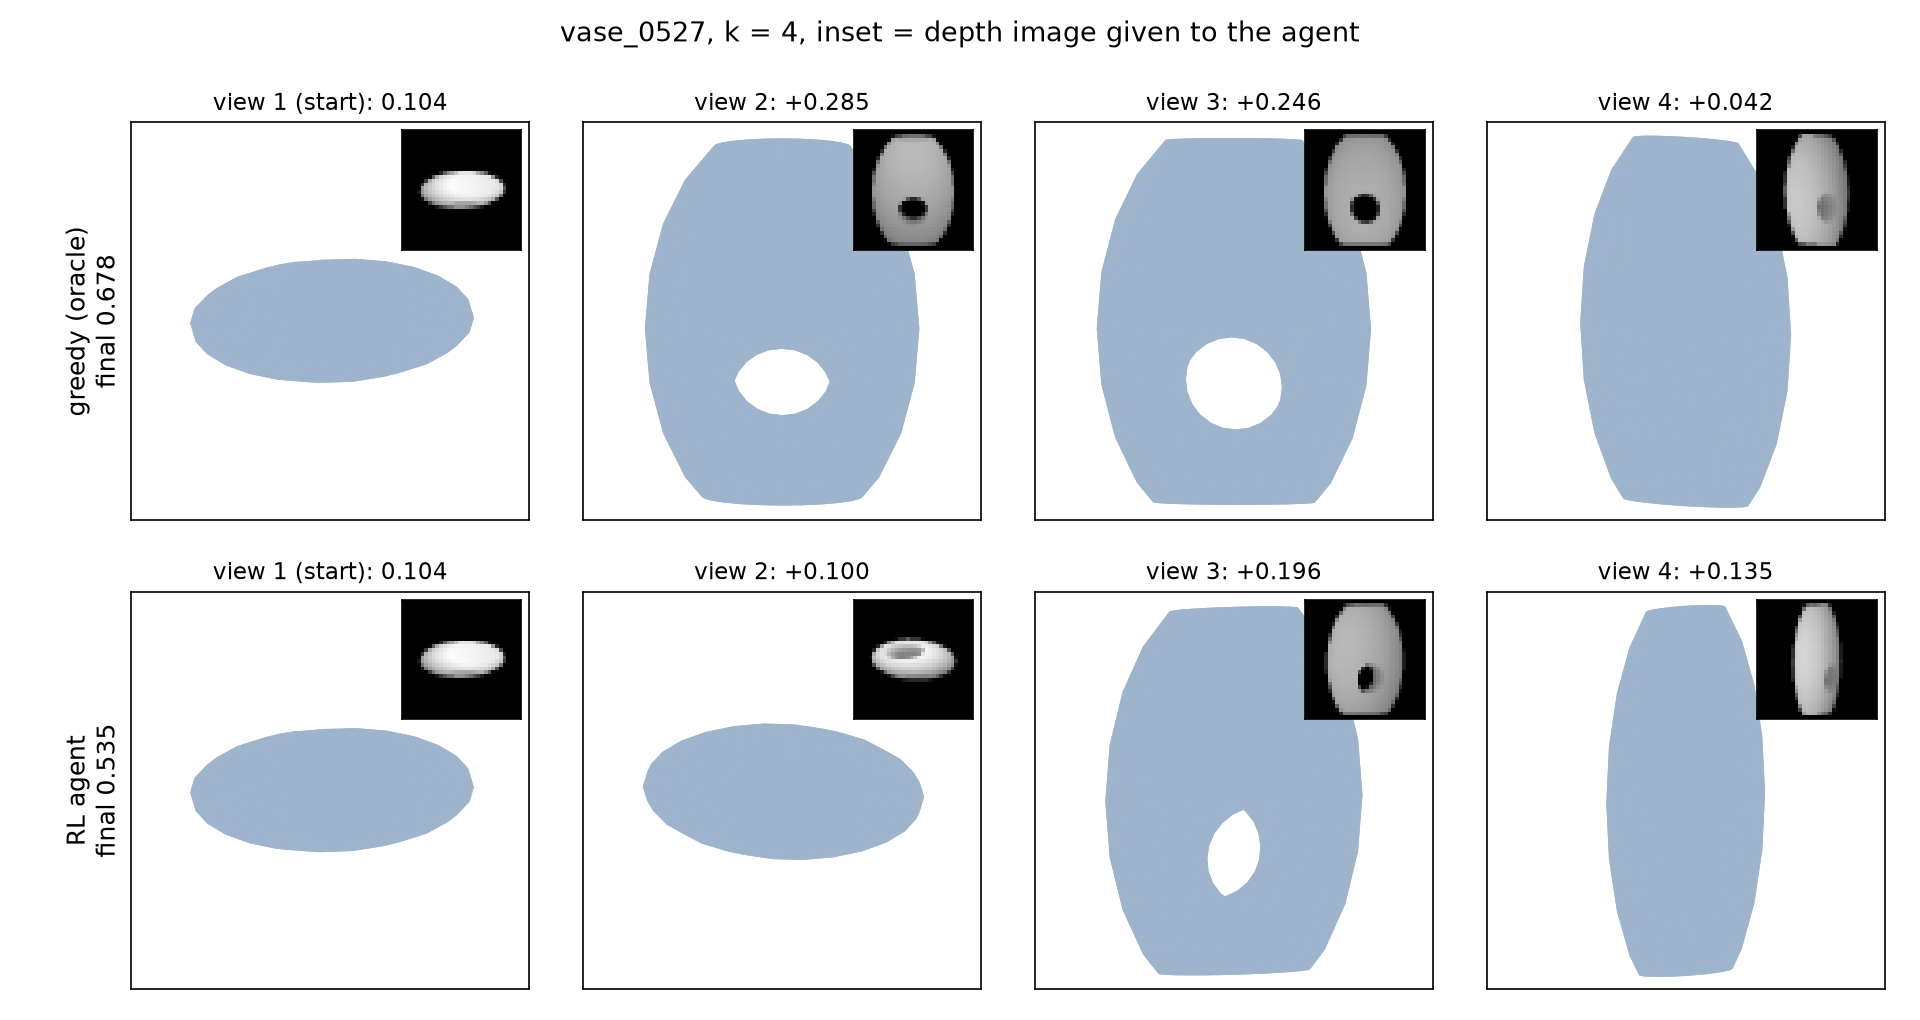 vase_0527, k = 4, inset = depth image given to the agent
greedy (oracle)
final 0.678
view 1 (start): 0.104
view 2: +0.285
view 3: +0.246
view 4: +0.042
RL agent
final 0.535
view 1 (start): 0.104
view 2: +0.100
view 3: +0.196
view 4: +0.135